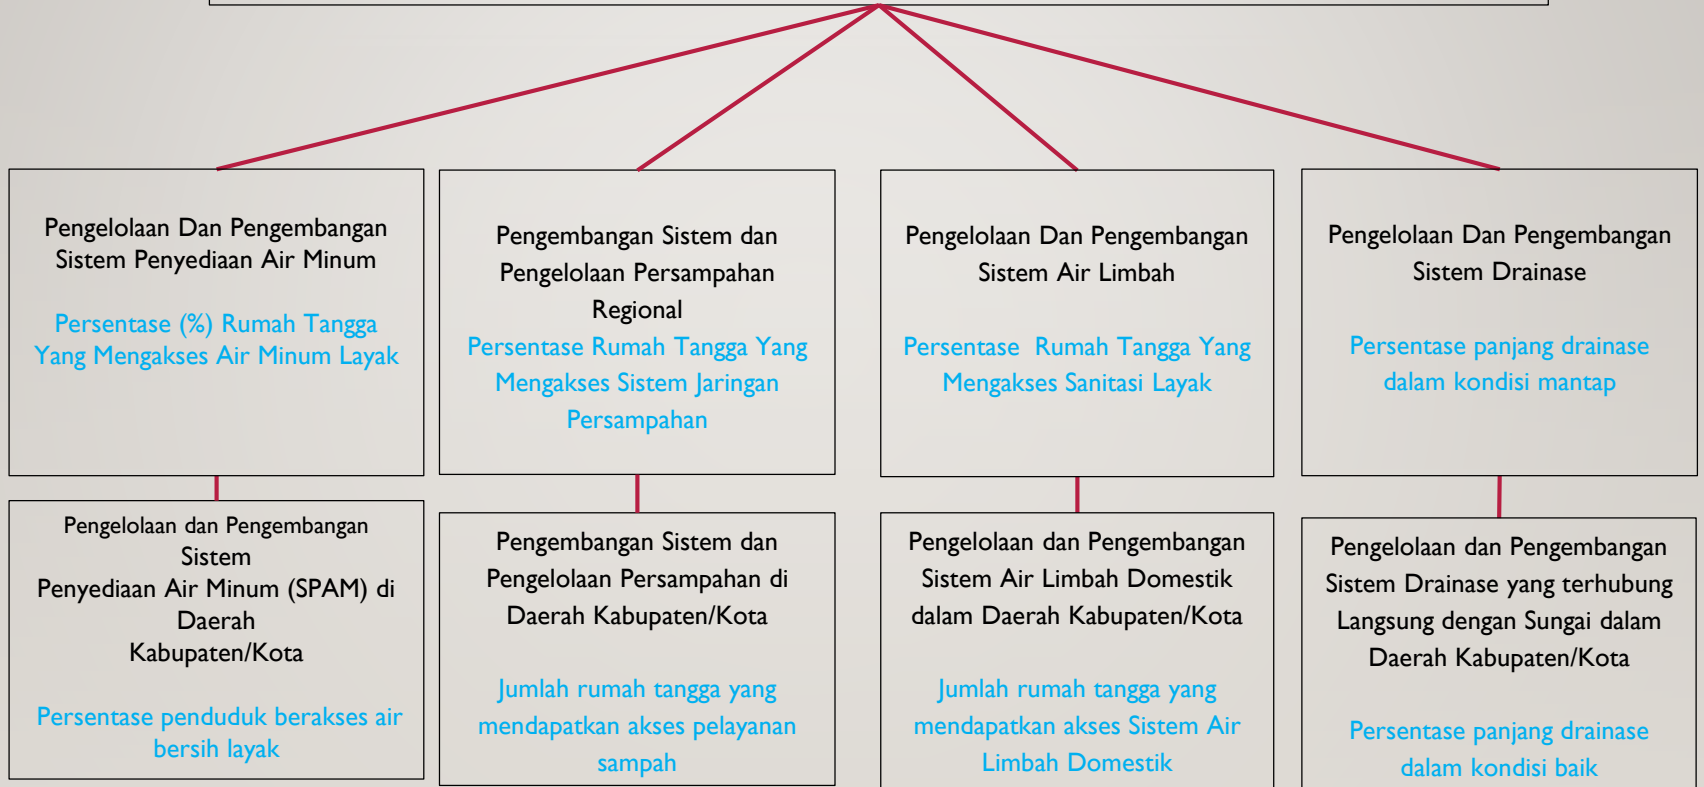 Pengelolaan Dan Pengembangan
Sistem Penyediaan Air Minum
Persentase (%) Rumah Tangga
Yang Mengakses Air Minum Layak
Pengembangan Sistem dan
Pengelolaan Persampahan
Regional
Persentase Rumah Tangga Yang
Mengakses Sistem Jaringan
Persampahan
Pengelolaan Dan Pengembangan
Sistem Air Limbah
Persentase Rumah Tangga Yang
Mengakses Sanitasi Layak
Pengelolaan Dan Pengembangan
Sistem Drainase
Persentase panjang drainase
dalam kondisi mantap
Pengelolaan dan Pengembangan
Sistem
Penyediaan Air Minum (SPAM) di
Daerah
Kabupaten/Kota
Persentase penduduk berakses air
bersih layak
Pengembangan Sistem dan
Pengelolaan Persampahan di
Daerah Kabupaten/Kota
Jumlah rumah tangga yang
mendapatkan akses pelayanan
sampah
Pengelolaan dan Pengembangan
Sistem Air Limbah Domestik
dalam Daerah Kabupaten/Kota
Jumlah rumah tangga yang
mendapatkan akses Sistem Air
Limbah Domestik
Pengelolaan dan Pengembangan
Sistem Drainase yang terhubung
Langsung dengan Sungai dalam
Daerah Kabupaten/Kota
Persentase panjang drainase
dalam kondisi baik